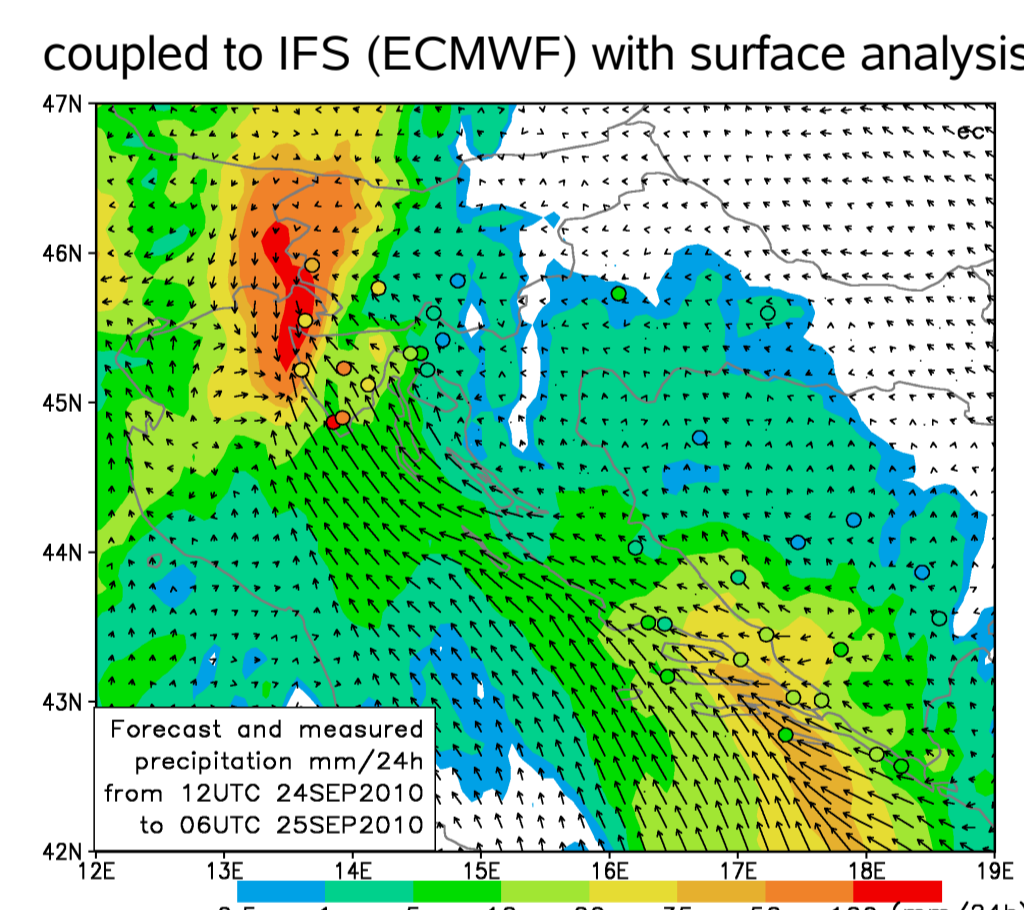 coupled to IFS (ECMWF) with surface analysis
47N
ec
46N
45N
44N
43N
Forecast and measured
precipitation mm/24h
from 12UTC 24SEP2010
to 06UTC 25SEP2010
42N
12E 13E 14E 15E 16E 17E 18E 19E